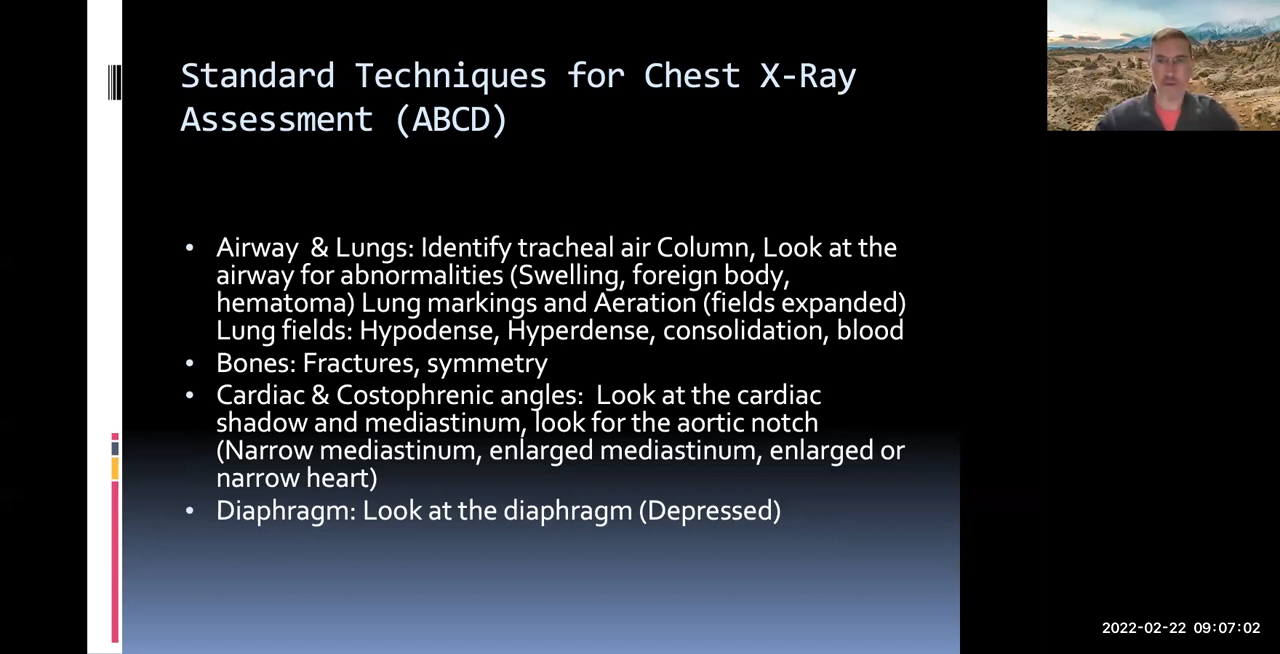 Standard Techniques for Chest X-Ray
Assessment (ABCD)
• Airway & Lungs: Identify tracheal air Column, Look at the
airway for abnormalities (Swelling, foreign body,
hematoma) Lung markings and Aeration (fields expanded)
Lung fields: Hypodense, Hyperdense, consolidation, blood
• Bones: Fractures, symmetry
• Cardiac & Costophrenic angles: Look at the cardiac
shadow and mediastinum, look for the aortic notch
(Narrow mediastinum, enlarged mediastinum, enlarged or
narrow heart)
• Diaphragm: Look at the diaphragm (Depressed)
2022-02-22 09:07:02